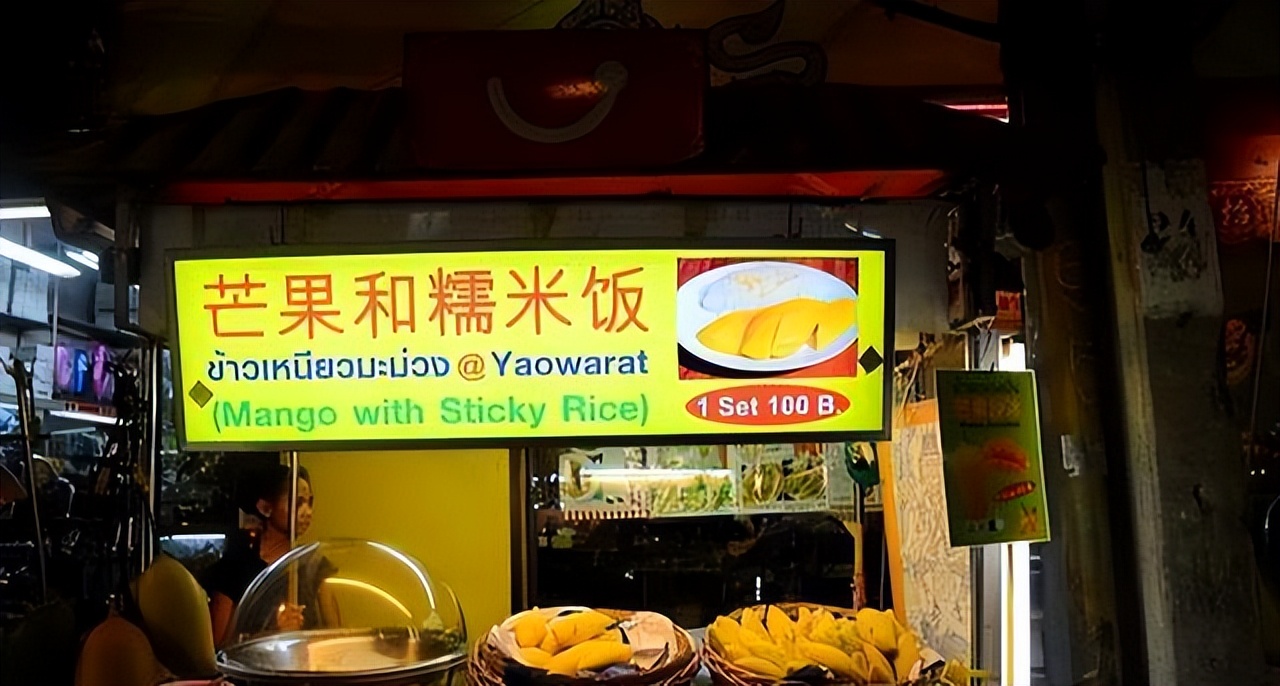 芒果和糯米饭
ข้าวเหนียวมะม่วง @ Yaowarat
(Mango with Sticky Rice)
1 Set 100 B.